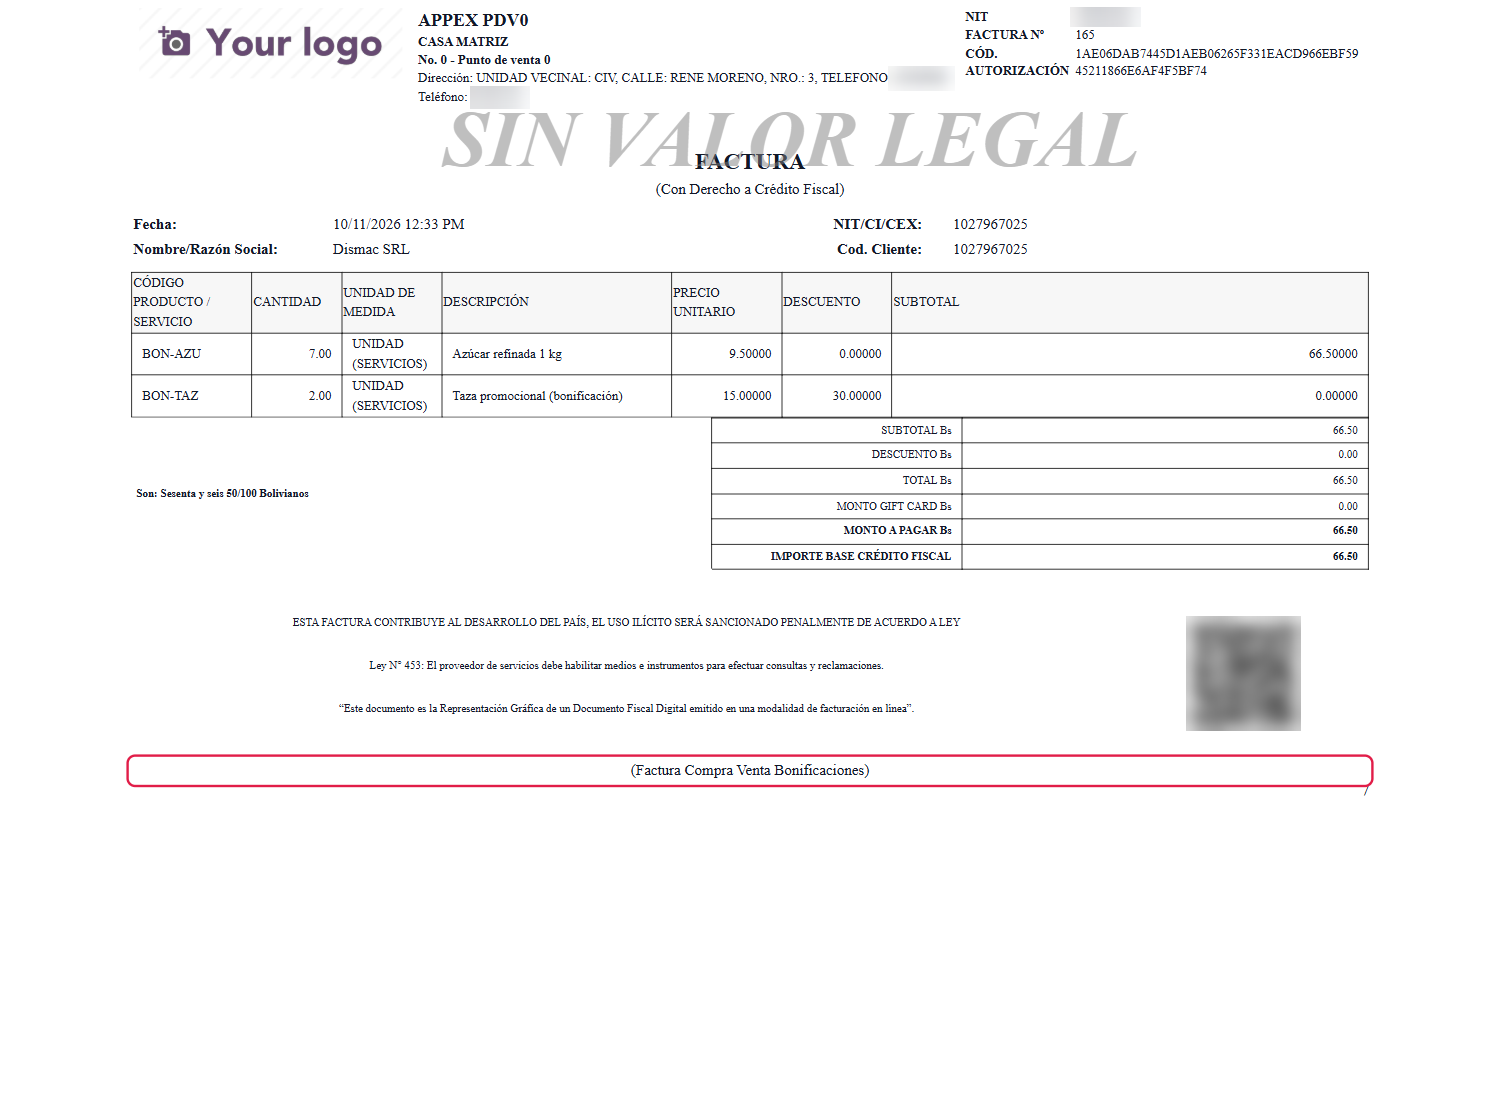 Your logo
APPEX PDV0
CASA MATRIZ
No. 0 - Punto de venta 0
Dirección: UNIDAD VECINAL: CIV, CALLE: RENE MORENO, NRO.: 3, TELEFONO
Teléfono:
NIT
FACTURA Nº 165
CÓD. 1AE06DAB7445D1AEB06265F331EACD966EBF59
AUTORIZACIÓN 45211866E6AF4F5BF74
SIN VALOR LEGAL
FACTURA
(Con Derecho a Crédito Fiscal)
Fecha: 10/11/2026 12:33 PM NIT/CI/CEX: 1027967025
Nombre/Razón Social: Dismac SRL Cod. Cliente: 1027967025
CÓDIGO PRODUCTO / SERVICIO CANTIDAD UNIDAD DE MEDIDA DESCRIPCIÓN PRECIO UNITARIO DESCUENTO SUBTOTAL
BON-AZU 7.00 UNIDAD (SERVICIOS) Azúcar refinada 1 kg 9.50000 0.00000 66.50000
BON-TAZ 2.00 UNIDAD (SERVICIOS) Taza promocional (bonificación) 15.00000 30.00000 0.00000
SUBTOTAL Bs 66.50
DESCUENTO Bs 0.00
TOTAL Bs 66.50
Son: Sesenta y seis 50/100 Bolivianos
MONTO GIFT CARD Bs 0.00
MONTO A PAGAR Bs 66.50
IMPORTE BASE CRÉDITO FISCAL 66.50
ESTA FACTURA CONTRIBUYE AL DESARROLLO DEL PAÍS, EL USO ILÍCITO SERÁ SANCIONADO PENALMENTE DE ACUERDO A LEY
Ley N° 453: El proveedor de servicios debe habilitar medios e instrumentos para efectuar consultas y reclamaciones.
“Este documento es la Representación Gráfica de un Documento Fiscal Digital emitido en una modalidad de facturación en línea”.
(Factura Compra Venta Bonificaciones)
/